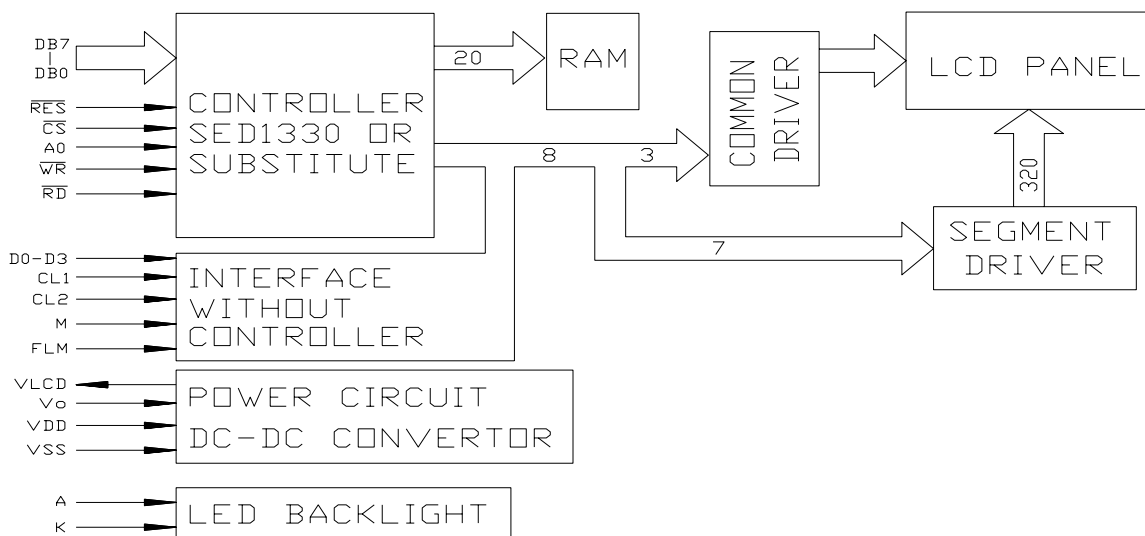 DB7
DB0
RES
CS
A0
WR
RD
CONTROLLER
SED1330 OR
SUBSTITUTE
20
RAM
8
3
COMMON
DRIVER
LCD PANEL
320
7
SEGMENT
DRIVER
D0-D3
CL1
CL2
M
FLM
INTERFACE
WITHOUT
CONTROLLER
VLCD
Vo
VDD
VSS
POWER CIRCUIT
DC-DC CONVERTOR
A
K
LED BACKLIGHT